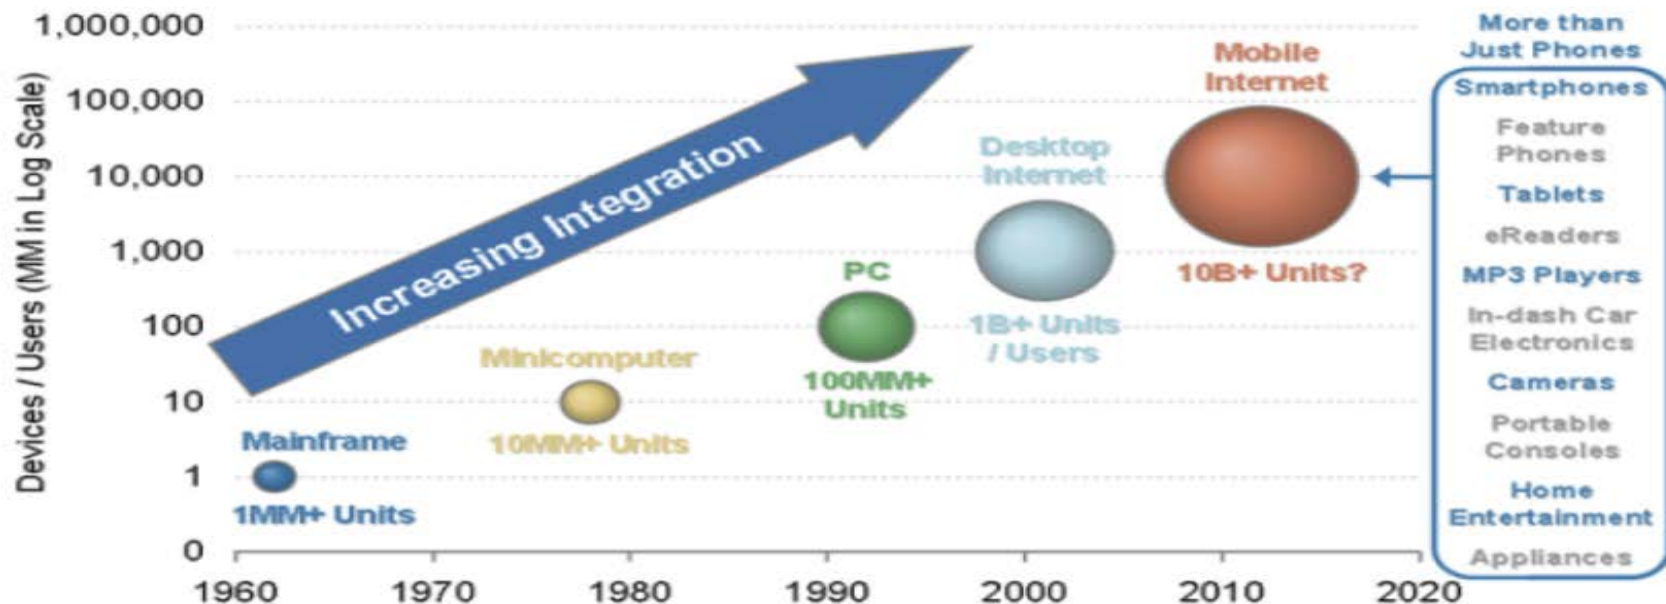 1,000,000
100,000
10,000
1,000
100
10
1
0
Devices / Users (MM in Log Scale)
1960
1970
1980
1990
2000
2010
2020
Increasing Integration
Mainframe
1MM+ Units
Minicomputer
10MM+ Units
PC
100MM+
Units
Desktop
Internet
1B+ Units
/ Users
Mobile
Internet
10B+ Units?
More than
Just Phones
Smartphones
Feature
Phones
Tablets
eReaders
MP3 Players
In-dash Car
Electronics
Cameras
Portable
Consoles
Home
Entertainment
Appliances